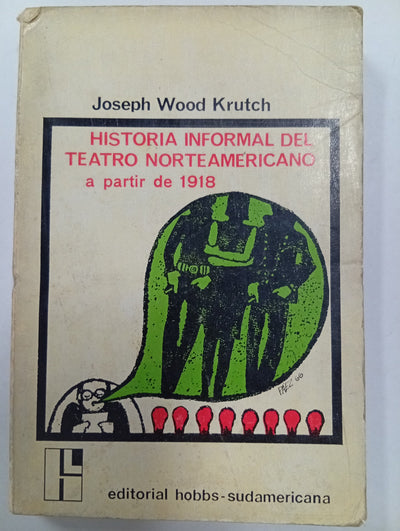 Joseph Wood Krutch
HISTORIA INFORMAL DEL
TEATRO NORTEAMERICANO
a partir de 1918
editorial hobbs-sudamericana